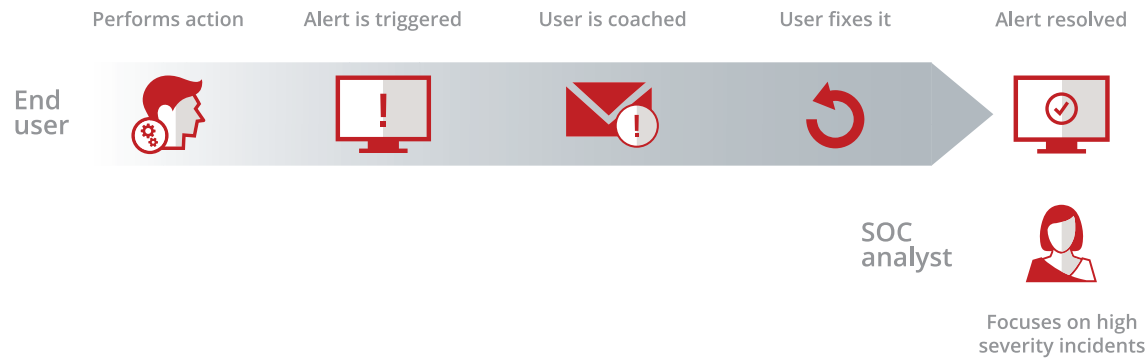 Performs action
Alert is triggered
User is coached
User fixes it
Alert resolved
End
user
!
!
SOC
analyst
Focuses on high
severity incidents